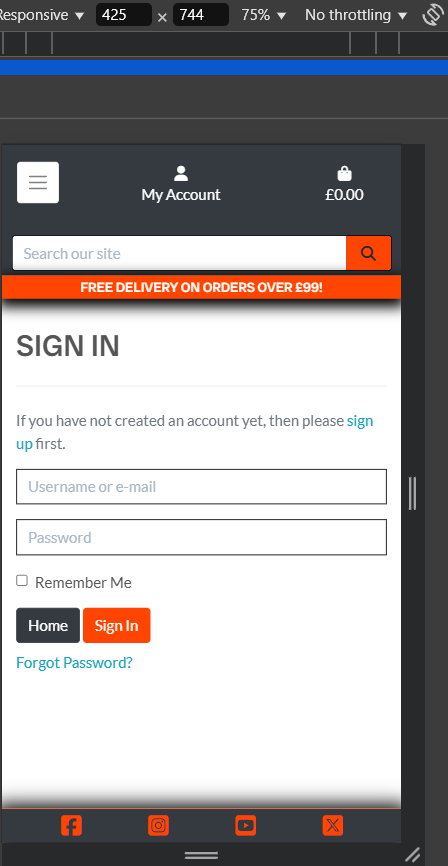 Responsive ▼ 425 × 744 75% ▼ No throttling ▼
My Account £0.00
Search our site
FREE DELIVERY ON ORDERS OVER £99!
SIGN IN
If you have not created an account yet, then please sign
up first.
Username or e-mail
Password
Remember Me
Home Sign In
Forgot Password?